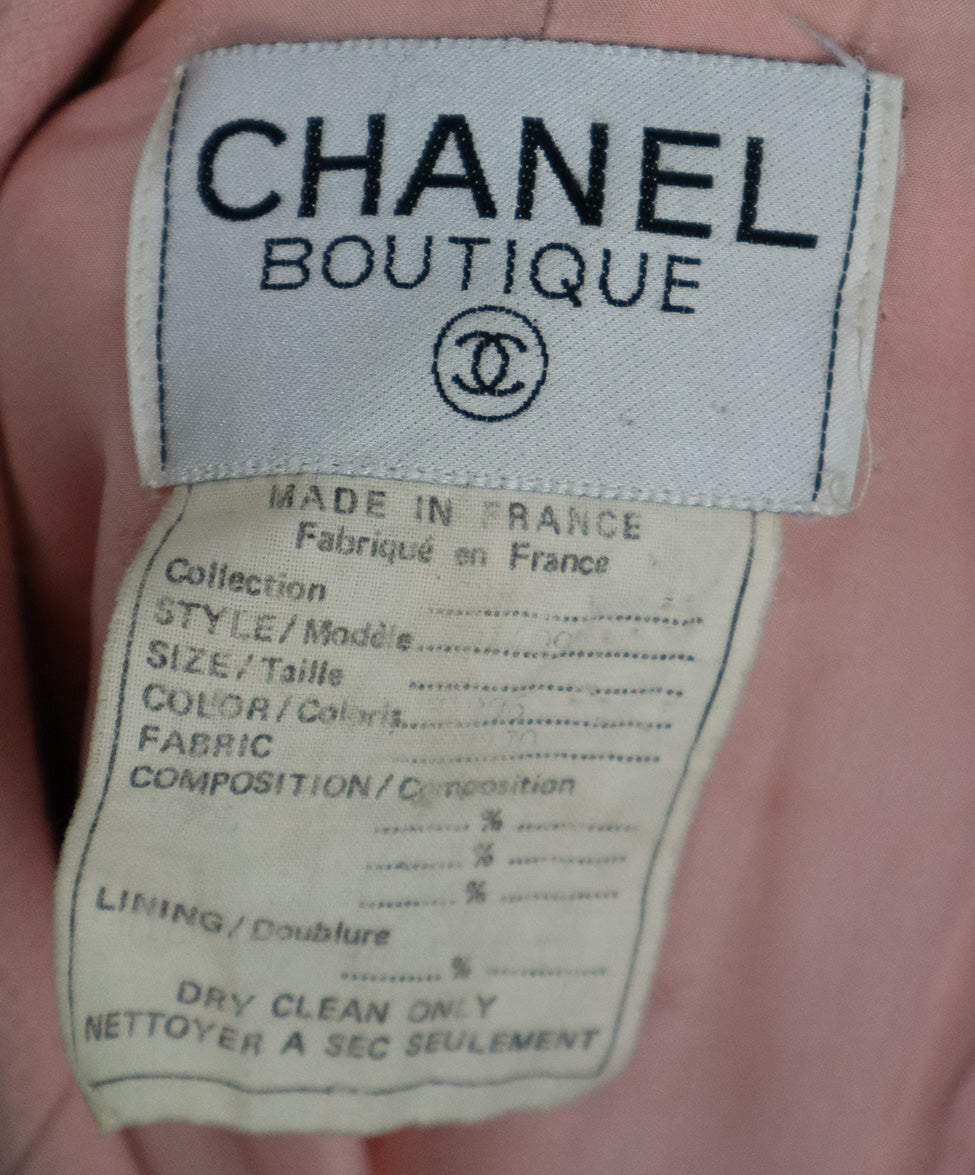 CHANEL
BOUTIQUE
MADE IN FRANCE
Fabriqué en France
Collection ..............................
STYLE/Modèle..............................
SIZE/Taille ..............................
COLOR/Coloris..............................
FABRIC ..............................
COMPOSITION/Composition
.......... % ..........
.......... % ..........
.......... % ..........
LINING/Doublure
.......... % ..........
DRY CLEAN ONLY
NETTOYER A SEC SEULEMENT